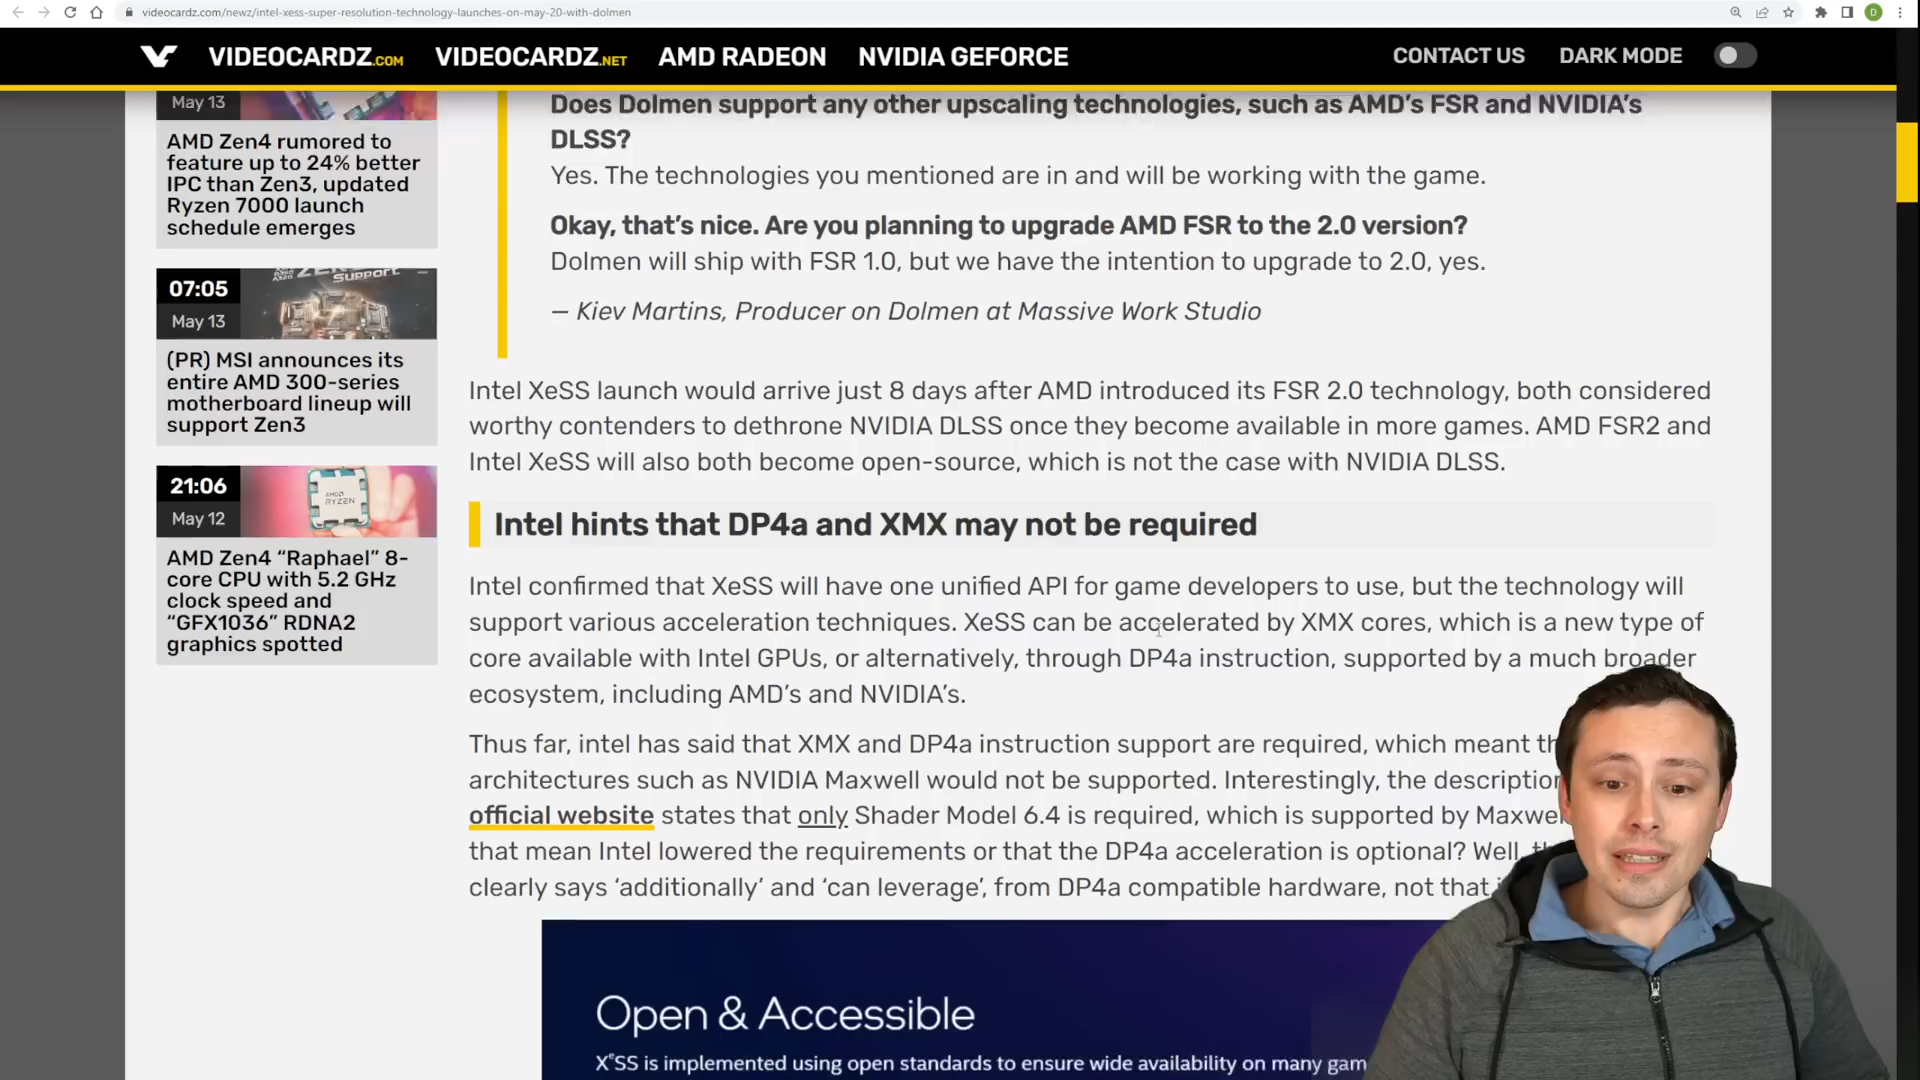 videocardz.com/newz/intel-xess-super-resolution-technology-launches-on-may-20-with-dolmen
VIDEOCARDZ.COM VIDEOCARDZ.NET AMD RADEON NVIDIA GEFORCE CONTACT US DARK MODE
May 13
AMD Zen4 rumored to
feature up to 24% better
IPC than Zen3, updated
Ryzen 7000 launch
schedule emerges
07:05
May 13
Support
(PR) MSI announces its
entire AMD 300-series
motherboard lineup will
support Zen3
21:06
May 12
AMD
RYZEN
AMD Zen4 “Raphael” 8-
core CPU with 5.2 GHz
clock speed and
“GFX1036” RDNA2
graphics spotted
Does Dolmen support any other upscaling technologies, such as AMD’s FSR and NVIDIA’s
DLSS?
Yes. The technologies you mentioned are in and will be working with the game.
Okay, that’s nice. Are you planning to upgrade AMD FSR to the 2.0 version?
Dolmen will ship with FSR 1.0, but we have the intention to upgrade to 2.0, yes.
— Kiev Martins, Producer on Dolmen at Massive Work Studio
Intel XeSS launch would arrive just 8 days after AMD introduced its FSR 2.0 technology, both considered
worthy contenders to dethrone NVIDIA DLSS once they become available in more games. AMD FSR2 and
Intel XeSS will also both become open-source, which is not the case with NVIDIA DLSS.
Intel hints that DP4a and XMX may not be required
Intel confirmed that XeSS will have one unified API for game developers to use, but the technology will
support various acceleration techniques. XeSS can be accelerated by XMX cores, which is a new type of
core available with Intel GPUs, or alternatively, through DP4a instruction, supported by a much broader
ecosystem, including AMD’s and NVIDIA’s.
Thus far, intel has said that XMX and DP4a instruction support are required, which meant
architectures such as NVIDIA Maxwell would not be supported. Interestingly, the description
official website states that only Shader Model 6.4 is required, which is supported by
that mean Intel lowered the requirements or that the DP4a acceleration is optional? Well,
clearly says ‘additionally’ and ‘can leverage’, from DP4a compatible hardware, not that
Open & Accessible
XeSS is implemented using open standards to ensure wide availability on many